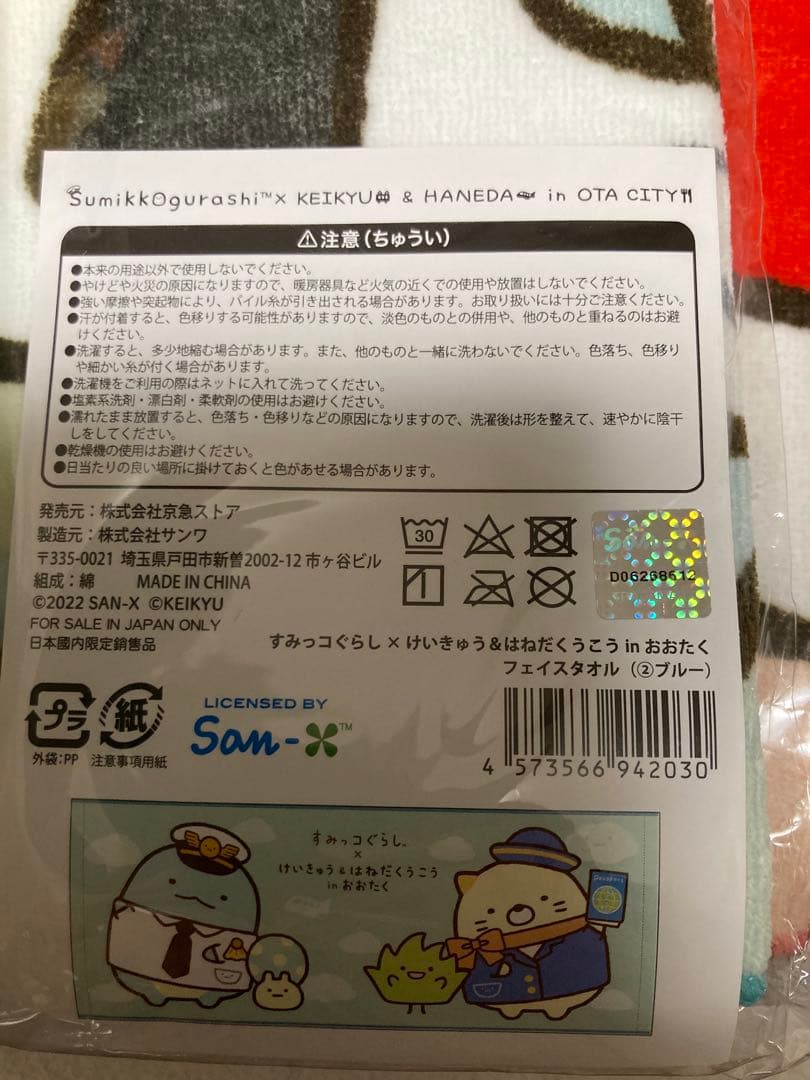 Sumikkogurashi™× KEIKYU & HANEDA in OTA CITY
⚠注意(ちゅうい)
●本来の用途以外で使用しないでください。
●やけどや火災の原因になりますので、暖房器具など火気の近くでの使用や放置はしないでください。
●強い摩擦や突起物により、パイル糸が引き出される場合があります。お取り扱いには十分ご注意ください。
●汗が付着すると、色移りする可能性がありますので、淡色のものとの併用や、他のものと重ねるのはお避
けください。
●洗濯すると、多少地縮む場合があります。また、他のものと一緒に洗わないでください。色落ち、色移り
や細かい糸が付く場合があります。
●洗濯機をご利用の際はネットに入れて洗ってください。
●塩素系洗剤・漂白剤・柔軟剤の使用はお避けください。
●濡れたまま放置すると、色落ち・色移りなどの原因になりますので、洗濯後は形を整えて、速やかに陰干
しをしてください。
●乾燥機の使用はお避けください。
●日当たりの良い場所に掛けておくと色があせる場合があります。
発売元：株式会社京急ストア
製造元：株式会社サンワ
〒335-0021 埼玉県戸田市新曽2002-12 市ヶ谷ビル
組成：綿 MADE IN CHINA
©2022 SAN-X ©KEIKYU
FOR SALE IN JAPAN ONLY
日本國内限定銷售品
30
D06268612
すみっコぐらし×けいきゅう&はねだくうこう in おおたく
フェイスタオル（②ブルー）
プラ
外袋：PP
紙
注意事項用紙
LICENSED BY
San-X™
4 573566 942030
すみっコぐらし
×
けいきゅう&はねだくうこう
in おおたく
Passport